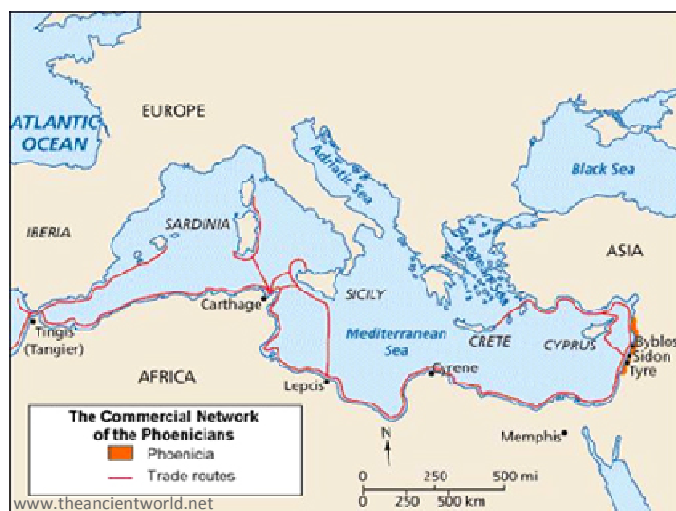 EUROPE
ATLANTIC
OCEAN
Adriatic Sea
Black Sea
SARDINIA
IBERIA
Aegean Sea
ASIA
Carthage
SICILY
Tingis
(Tangier)
Mediterranean
Sea
CRETE
CYPRUS
Byblos
Sidon
Tyre
Cyrene
AFRICA
Lepcis
The Commercial Network
of the Phoenicians
Phoenicia
Trade routes
N
Memphis
0 250 500 mi
0 250 500 km
www.theancientworld.net